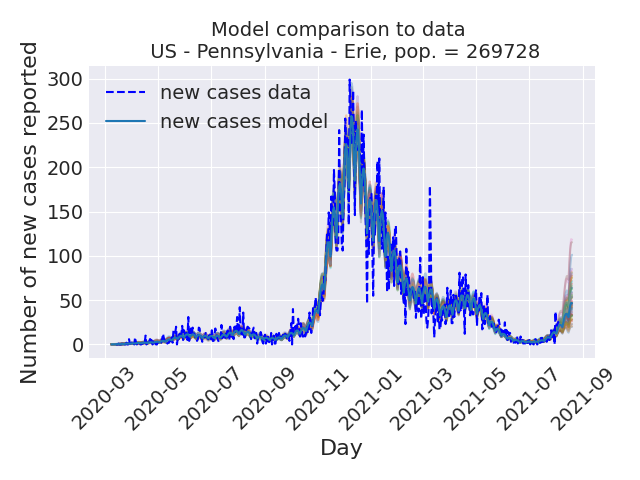 Model comparison to data
US - Pennsylvania - Erie, pop. = 269728
Number of new cases reported
300
250
200
150
100
50
0
new cases data
new cases model
2020-03
2020-05
2020-07
2020-09
2020-11
2021-01
2021-03
2021-05
2021-07
2021-09
Day